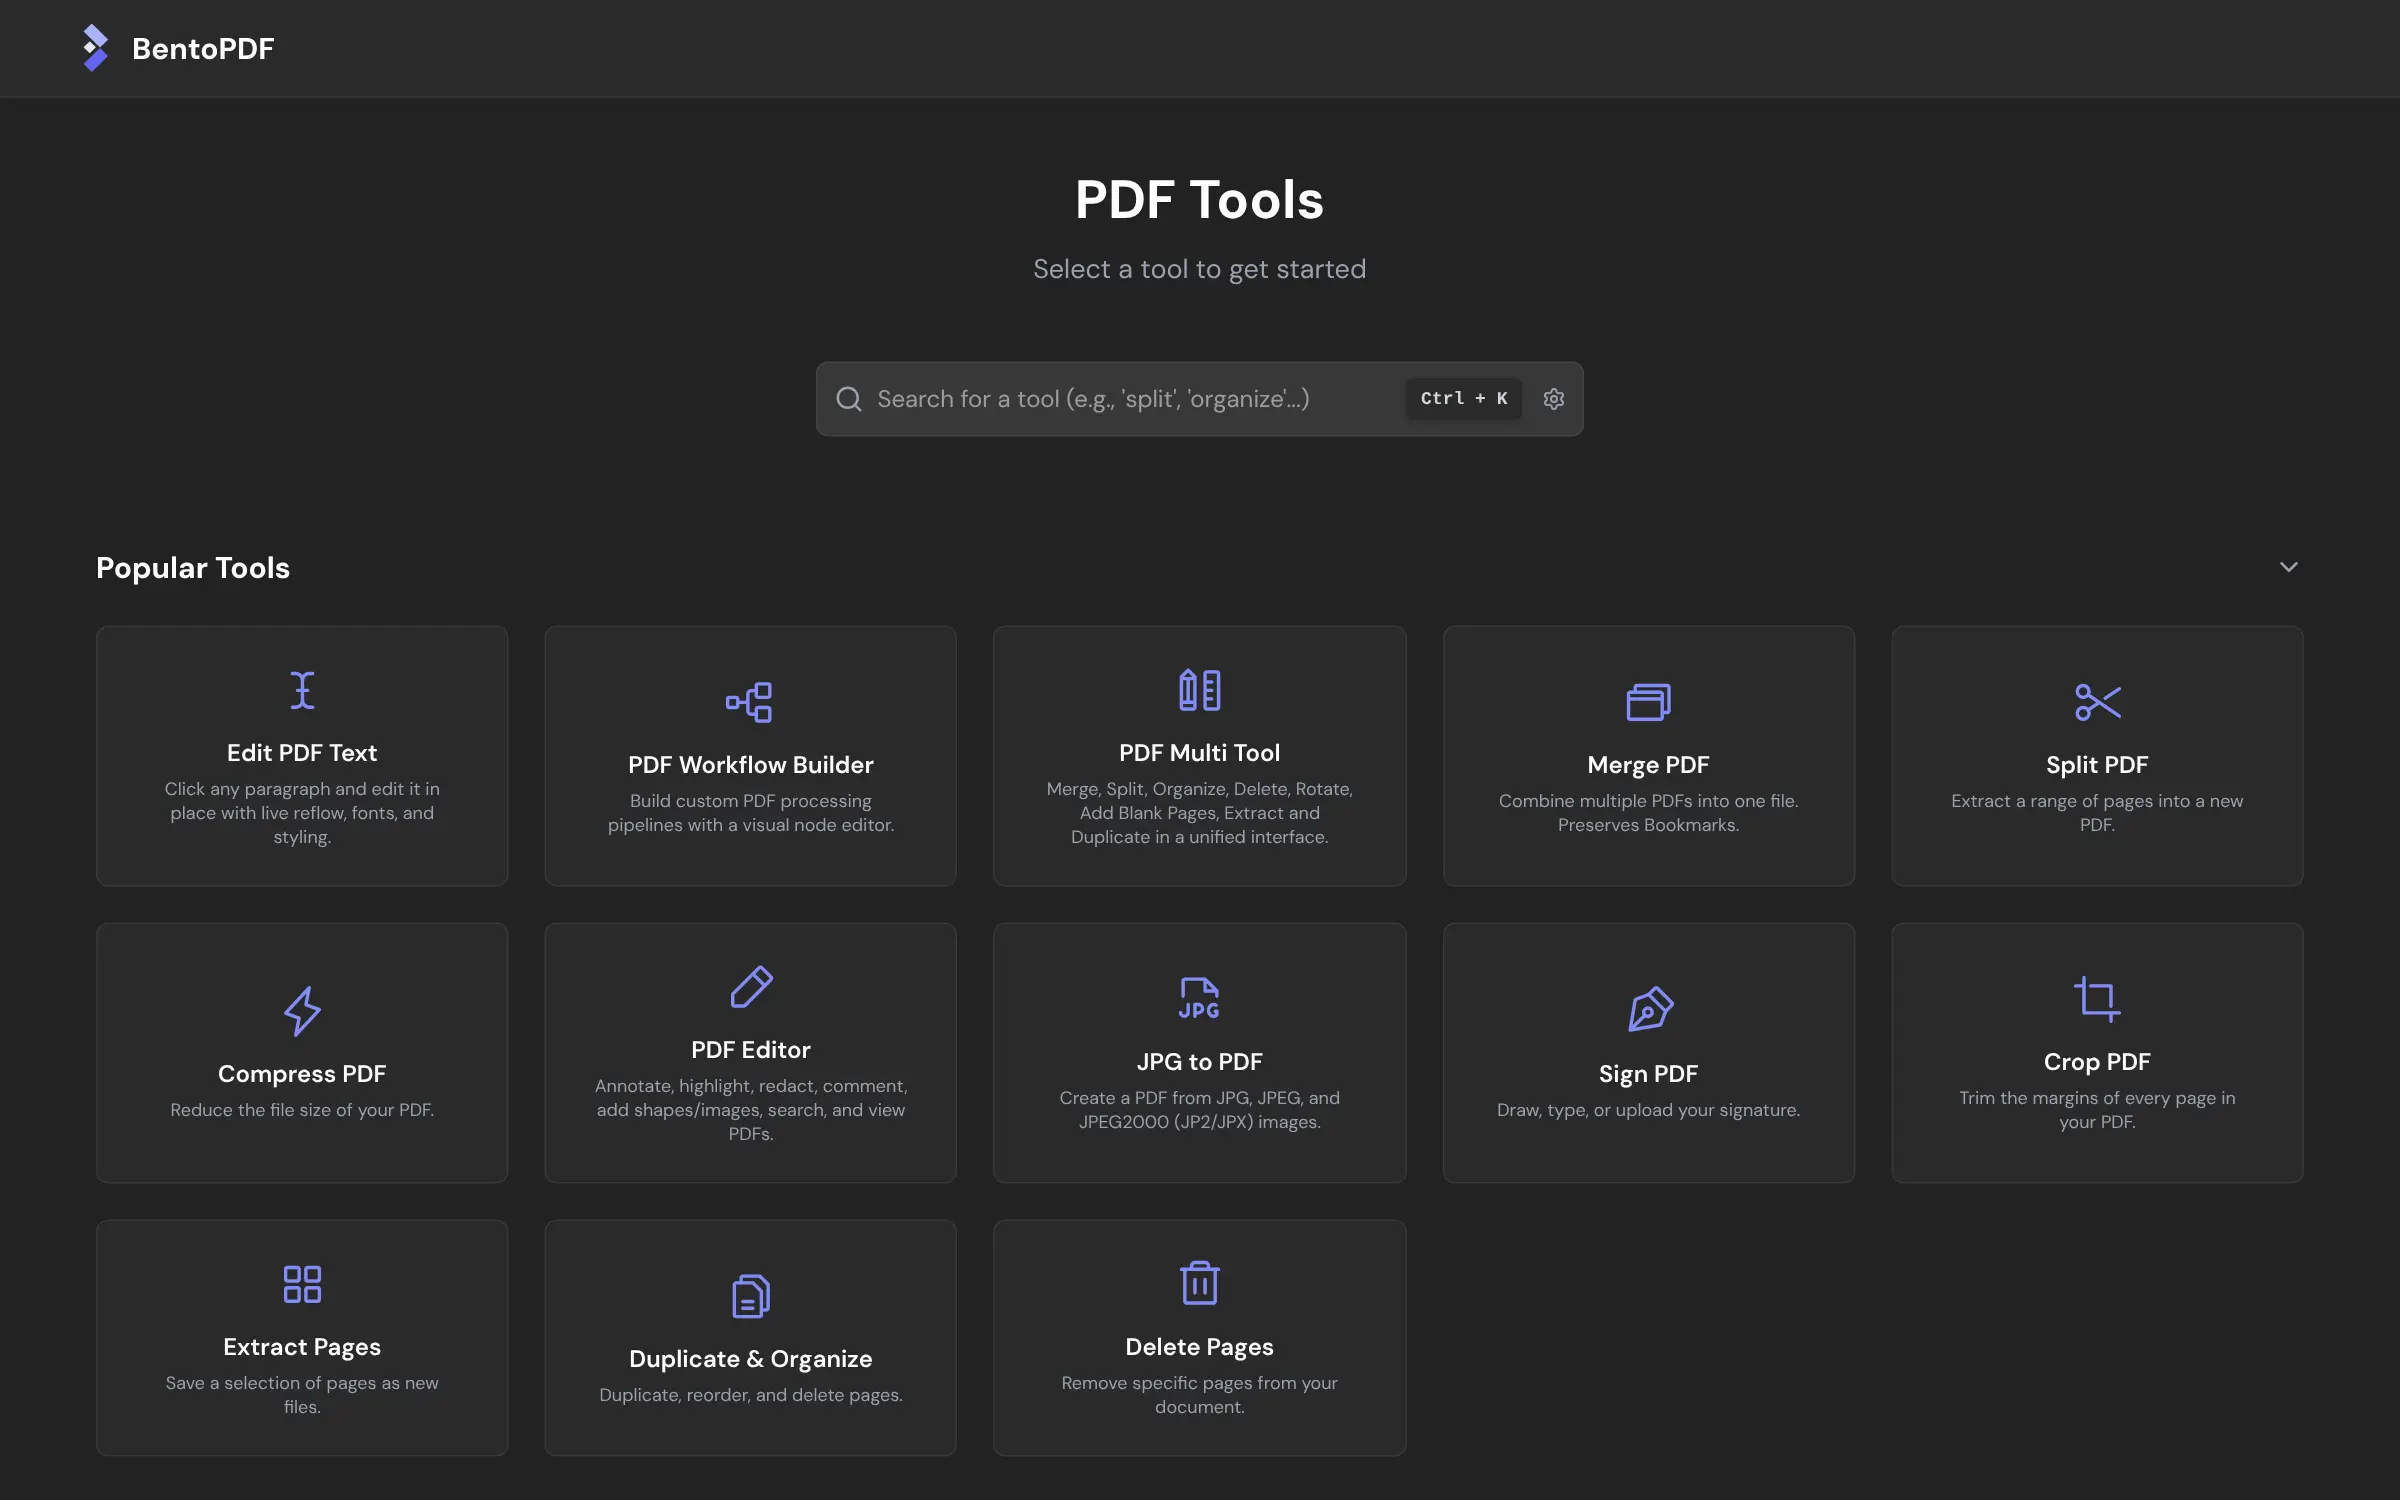 BentoPDF
PDF Tools
Select a tool to get started
Search for a tool (e.g., 'split', 'organize'...)
Ctrl + K
Popular Tools
Edit PDF Text
Click any paragraph and edit it in
place with live reflow, fonts, and
styling.
PDF Workflow Builder
Build custom PDF processing
pipelines with a visual node editor.
PDF Multi Tool
Merge, Split, Organize, Delete, Rotate,
Add Blank Pages, Extract and
Duplicate in a unified interface.
Merge PDF
Combine multiple PDFs into one file.
Preserves Bookmarks.
Split PDF
Extract a range of pages into a new
PDF.
Compress PDF
Reduce the file size of your PDF.
PDF Editor
Annotate, highlight, redact, comment,
add shapes/images, search, and view
PDFs.
JPG
JPG to PDF
Create a PDF from JPG, JPEG, and
JPEG2000 (JP2/JPX) images.
Sign PDF
Draw, type, or upload your signature.
Crop PDF
Trim the margins of every page in
your PDF.
Extract Pages
Save a selection of pages as new
files.
Duplicate & Organize
Duplicate, reorder, and delete pages.
Delete Pages
Remove specific pages from your
document.